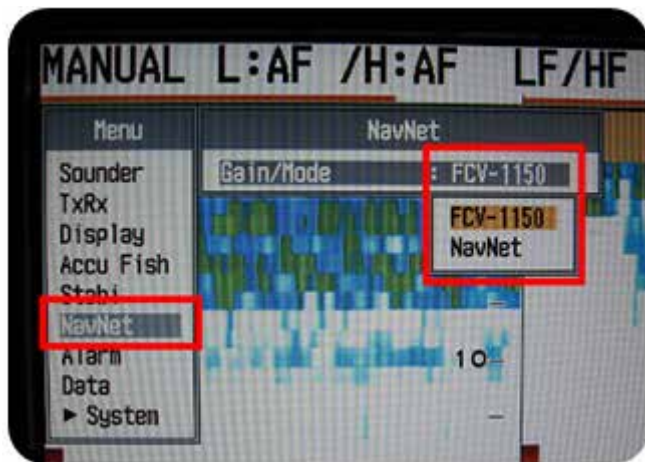 MANUAL L:AF /H:AF LF/HF
Menu
Sounder
TxRx
Display
Accu Fish
Stabi
NavNet
Alarm
Data
► System
NavNet
Gain/Mode : FCV-1150
FCV-1150
NavNet
10